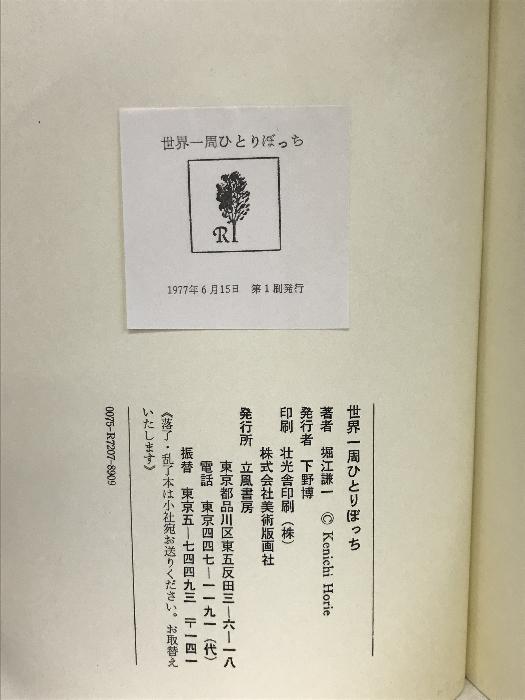 世界一周ひとりぼっち
R
1977年6月15日　第1刷発行
世界一周ひとりぼっち
著者　堀江謙一　© Kenichi Horie
発行者　下野博
印刷　壮光舎印刷（株）
株式会社美術版画社
発行所　立風書房
東京都品川区東五反田三―六―一八
電話　東京四四七―一一九一（代）
振替　東京五―七四四九三　〒一四一
《落丁・乱丁本は小社宛お送りください。お取替え
いたします》
0075-R7207-8909